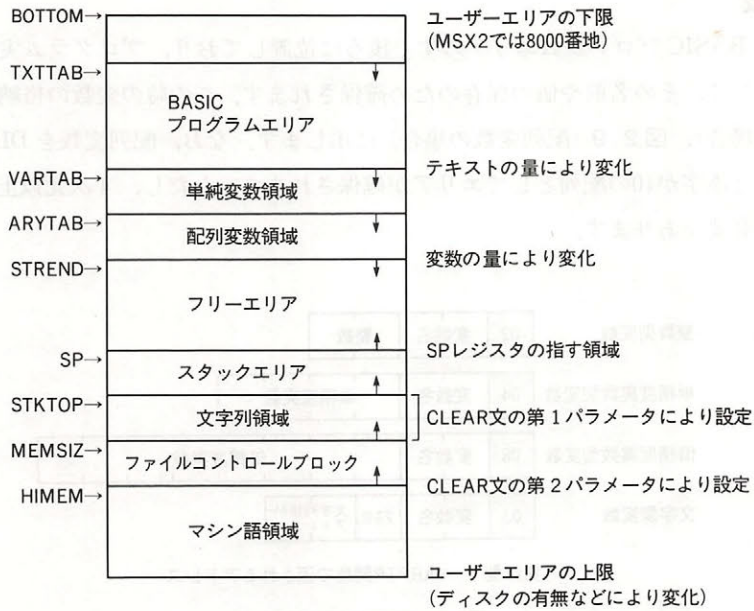 BOTTOM→
ユーザーエリアの下限
(MSX2では8000番地)
TXTTAB→
BASIC
プログラムエリア
VARTAB→
テキストの量により変化
単純変数領域
ARYTAB→
配列変数領域
STREND→
変数の量により変化
フリーエリア
SP→
SPレジスタの指す領域
スタックエリア
STKTOP→
文字列領域
CLEAR文の第1パラメータにより設定
MEMSIZ→
ファイルコントロールブロック
HIMEM→
CLEAR文の第2パラメータにより設定
マシン語領域
ユーザーエリアの上限
(ディスクの有無などにより変化)